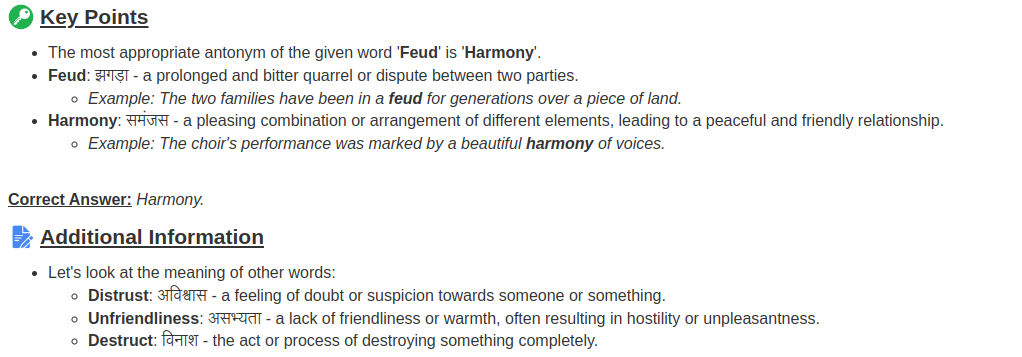 Key Points
The most appropriate antonym of the given word 'Feud' is 'Harmony'.
Feud: झगड़ा - a prolonged and bitter quarrel or dispute between two parties.
Example: The two families have been in a feud for generations over a piece of land.
Harmony: समंजस - a pleasing combination or arrangement of different elements, leading to a peaceful and friendly relationship.
Example: The choir's performance was marked by a beautiful harmony of voices.
Correct Answer: Harmony.
Additional Information
Let's look at the meaning of other words:
Distrust: अविश्वास - a feeling of doubt or suspicion towards someone or something.
Unfriendliness: असभ्यता - a lack of friendliness or warmth, often resulting in hostility or unpleasantness.
Destruct: विनाश - the act or process of destroying something completely.